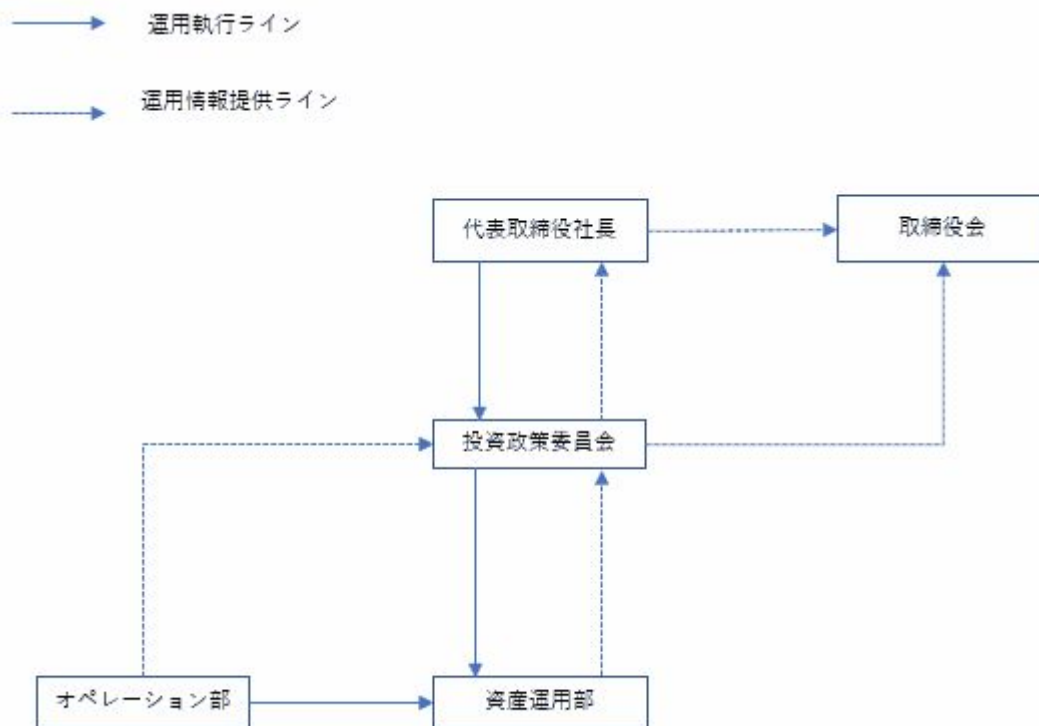 運用執行ライン
運用情報提供ライン
代表取締役社長
取締役会
投資政策委員会
オペレーション部
資産運用部